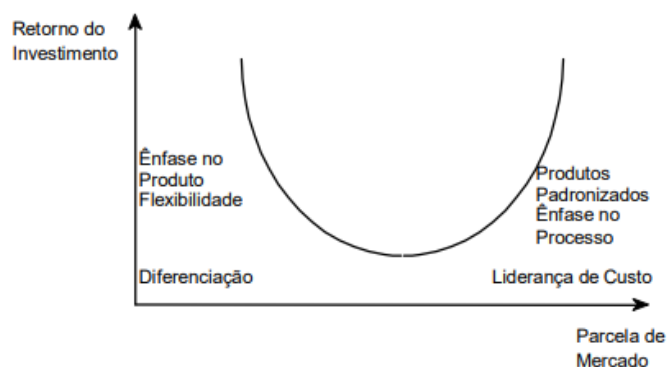 Retorno do
Investimento
Ênfase no
Produto
Flexibilidade
Produtos
Padronizados
Ênfase no
Processo
Diferenciação
Liderança de Custo
Parcela de
Mercado